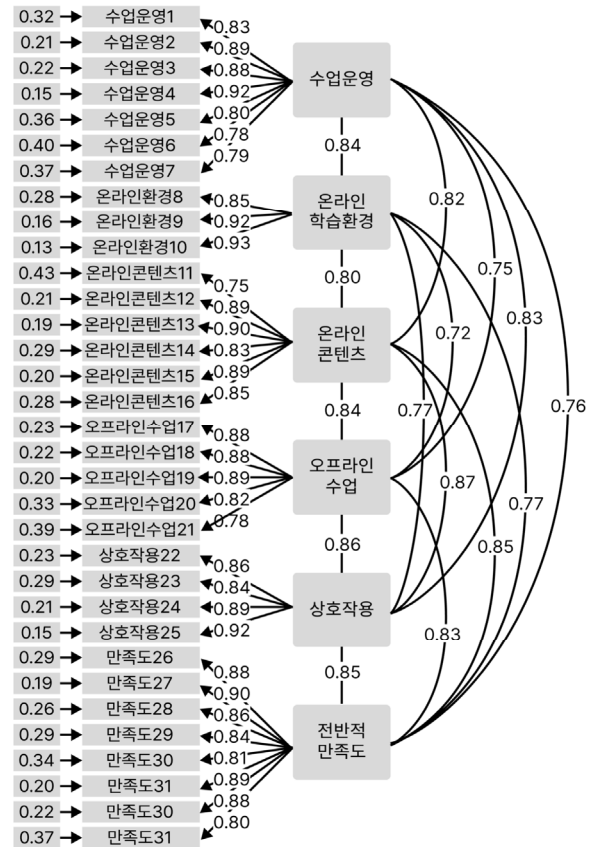 0.32 수업운영1 0.83
0.21 수업운영2 0.89
0.22 수업운영3 0.88
0.15 수업운영4 0.92
0.36 수업운영5 0.80
0.40 수업운영6 0.78
0.37 수업운영7 0.79
0.28 온라인환경8 0.85
0.16 온라인환경9 0.92
0.13 온라인환경10 0.93
0.43 온라인콘텐츠11 0.75
0.21 온라인콘텐츠12 0.89
0.19 온라인콘텐츠13 0.90
0.29 온라인콘텐츠14 0.83
0.20 온라인콘텐츠15 0.89
0.28 온라인콘텐츠16 0.85
0.23 오프라인수업17 0.88
0.22 오프라인수업18 0.88
0.20 오프라인수업19 0.89
0.33 오프라인수업20 0.82
0.39 오프라인수업21 0.78
0.23 상호작용22 0.86
0.29 상호작용23 0.84
0.21 상호작용24 0.89
0.15 상호작용25 0.92
0.29 만족도26 0.88
0.19 만족도27 0.90
0.26 만족도28 0.86
0.29 만족도29 0.84
0.34 만족도30 0.81
0.20 만족도31 0.89
0.22 만족도30 0.88
0.37 만족도31 0.80
수업운영
0.84
온라인
학습환경
0.80
온라인
콘텐츠
0.84
오프라인
수업
0.86
상호작용
0.85
전반적
만족도
0.82
0.75
0.83
0.72
0.76
0.77
0.87
0.77
0.85
0.83